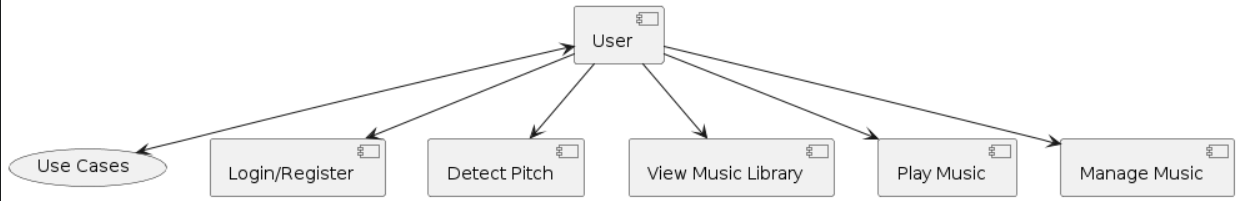 User
Use Cases
Login/Register
Detect Pitch
View Music Library
Play Music
Manage Music